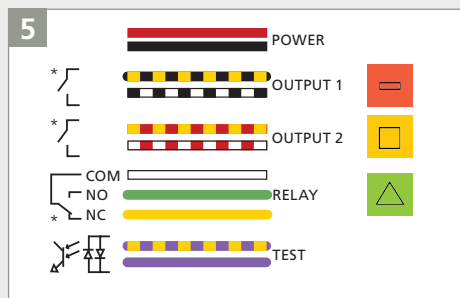 5
POWER
* OUTPUT 1
* OUTPUT 2
COM
NO RELAY
* NC
TEST